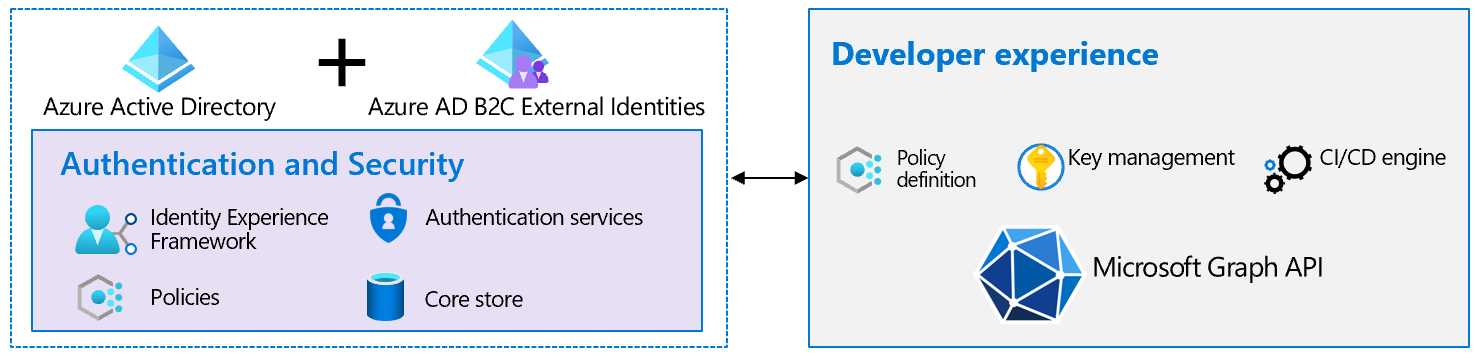 Azure Active Directory
Azure AD B2C External Identities
Authentication and Security
Identity Experience
Framework
Authentication services
Policies
Core store
Developer experience
Policy
definition
Key management
CI/CD engine
Microsoft Graph API